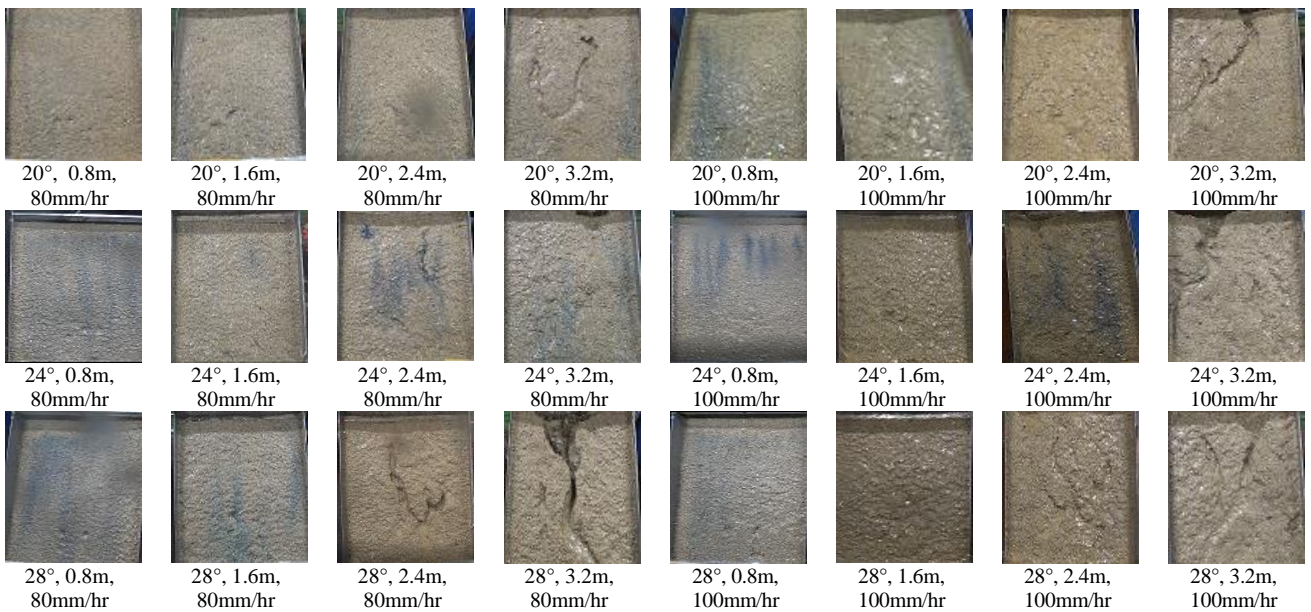 20°, 0.8m,
80mm/hr
20°, 1.6m,
80mm/hr
20°, 2.4m,
80mm/hr
20°, 3.2m,
80mm/hr
20°, 0.8m,
100mm/hr
20°, 1.6m,
100mm/hr
20°, 2.4m,
100mm/hr
20°, 3.2m,
100mm/hr
24°, 0.8m,
80mm/hr
24°, 1.6m,
80mm/hr
24°, 2.4m,
80mm/hr
24°, 3.2m,
80mm/hr
24°, 0.8m,
100mm/hr
24°, 1.6m,
100mm/hr
24°, 2.4m,
100mm/hr
24°, 3.2m,
100mm/hr
28°, 0.8m,
80mm/hr
28°, 1.6m,
80mm/hr
28°, 2.4m,
80mm/hr
28°, 3.2m,
80mm/hr
28°, 0.8m,
100mm/hr
28°, 1.6m,
100mm/hr
28°, 2.4m,
100mm/hr
28°, 3.2m,
100mm/hr